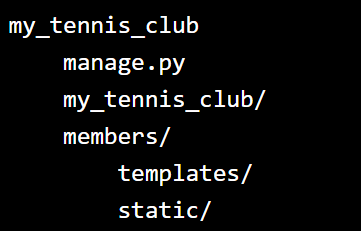 my_tennis_club
    manage.py
    my_tennis_club/
    members/
        templates/
        static/